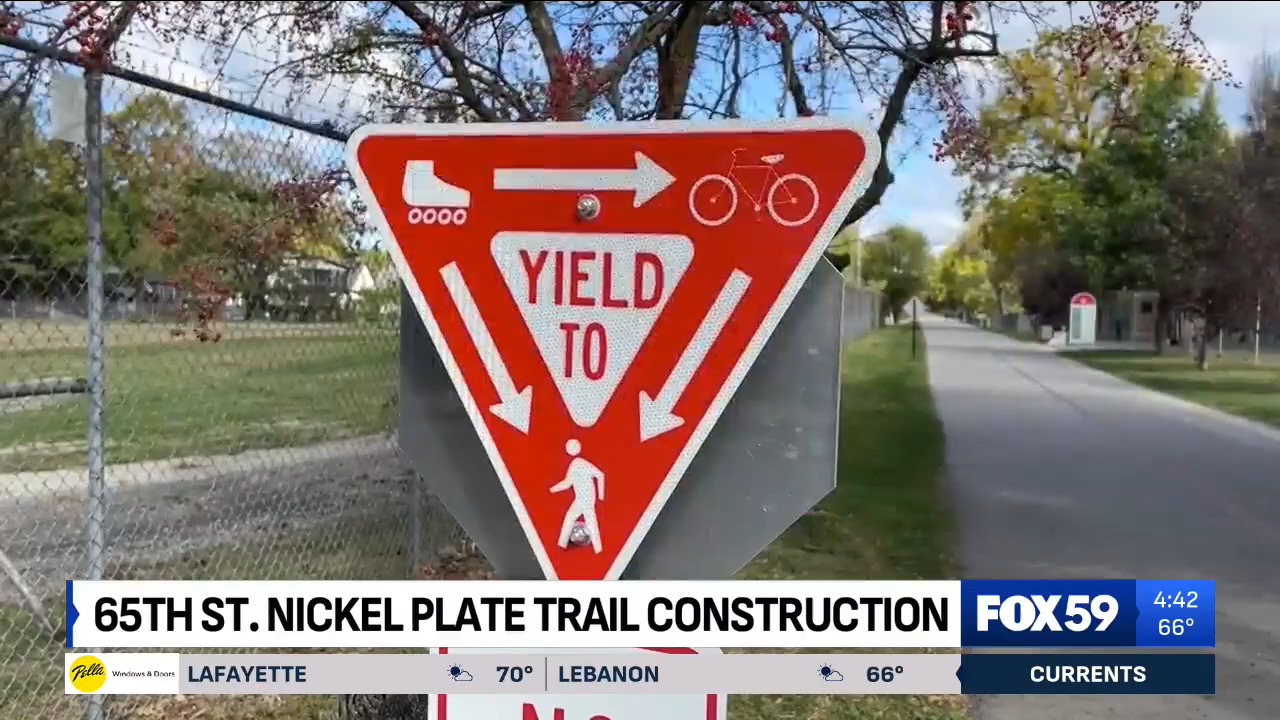 YIELD
TO
65TH ST. NICKEL PLATE TRAIL CONSTRUCTION
FOX59
4:42
66°
Pella
Windows & Doors
LAFAYETTE
70°
LEBANON
66°
CURRENTS